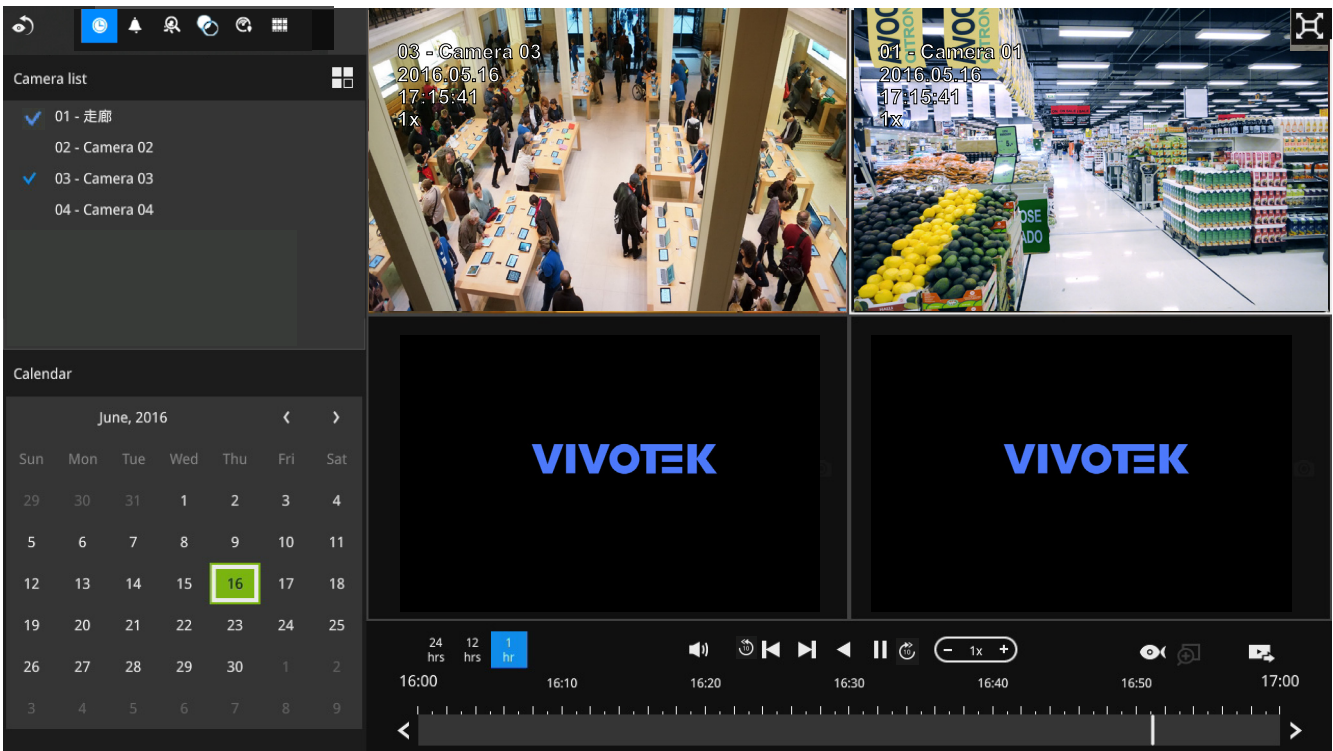 Camera list
01 - 走廊
02 - Camera 02
03 - Camera 03
04 - Camera 04
Calendar
June, 2016
Sun Mon Tue Wed Thu Fri Sat
29 30 31 1 2 3 4
5 6 7 8 9 10 11
12 13 14 15 16 17 18
19 20 21 22 23 24 25
26 27 28 29 30 1 2
3 4 5 6 7 8 9
03 - Camera 03
2016.05.16
17:15:41
1x
01 - Camera 01
2016.05.16
17:15:41
1x
VIVOTEK
VIVOTEK
24 hrs
12 hrs
1 hr
10
10
1x
16:00 16:10 16:20 16:30 16:40 16:50 17:00